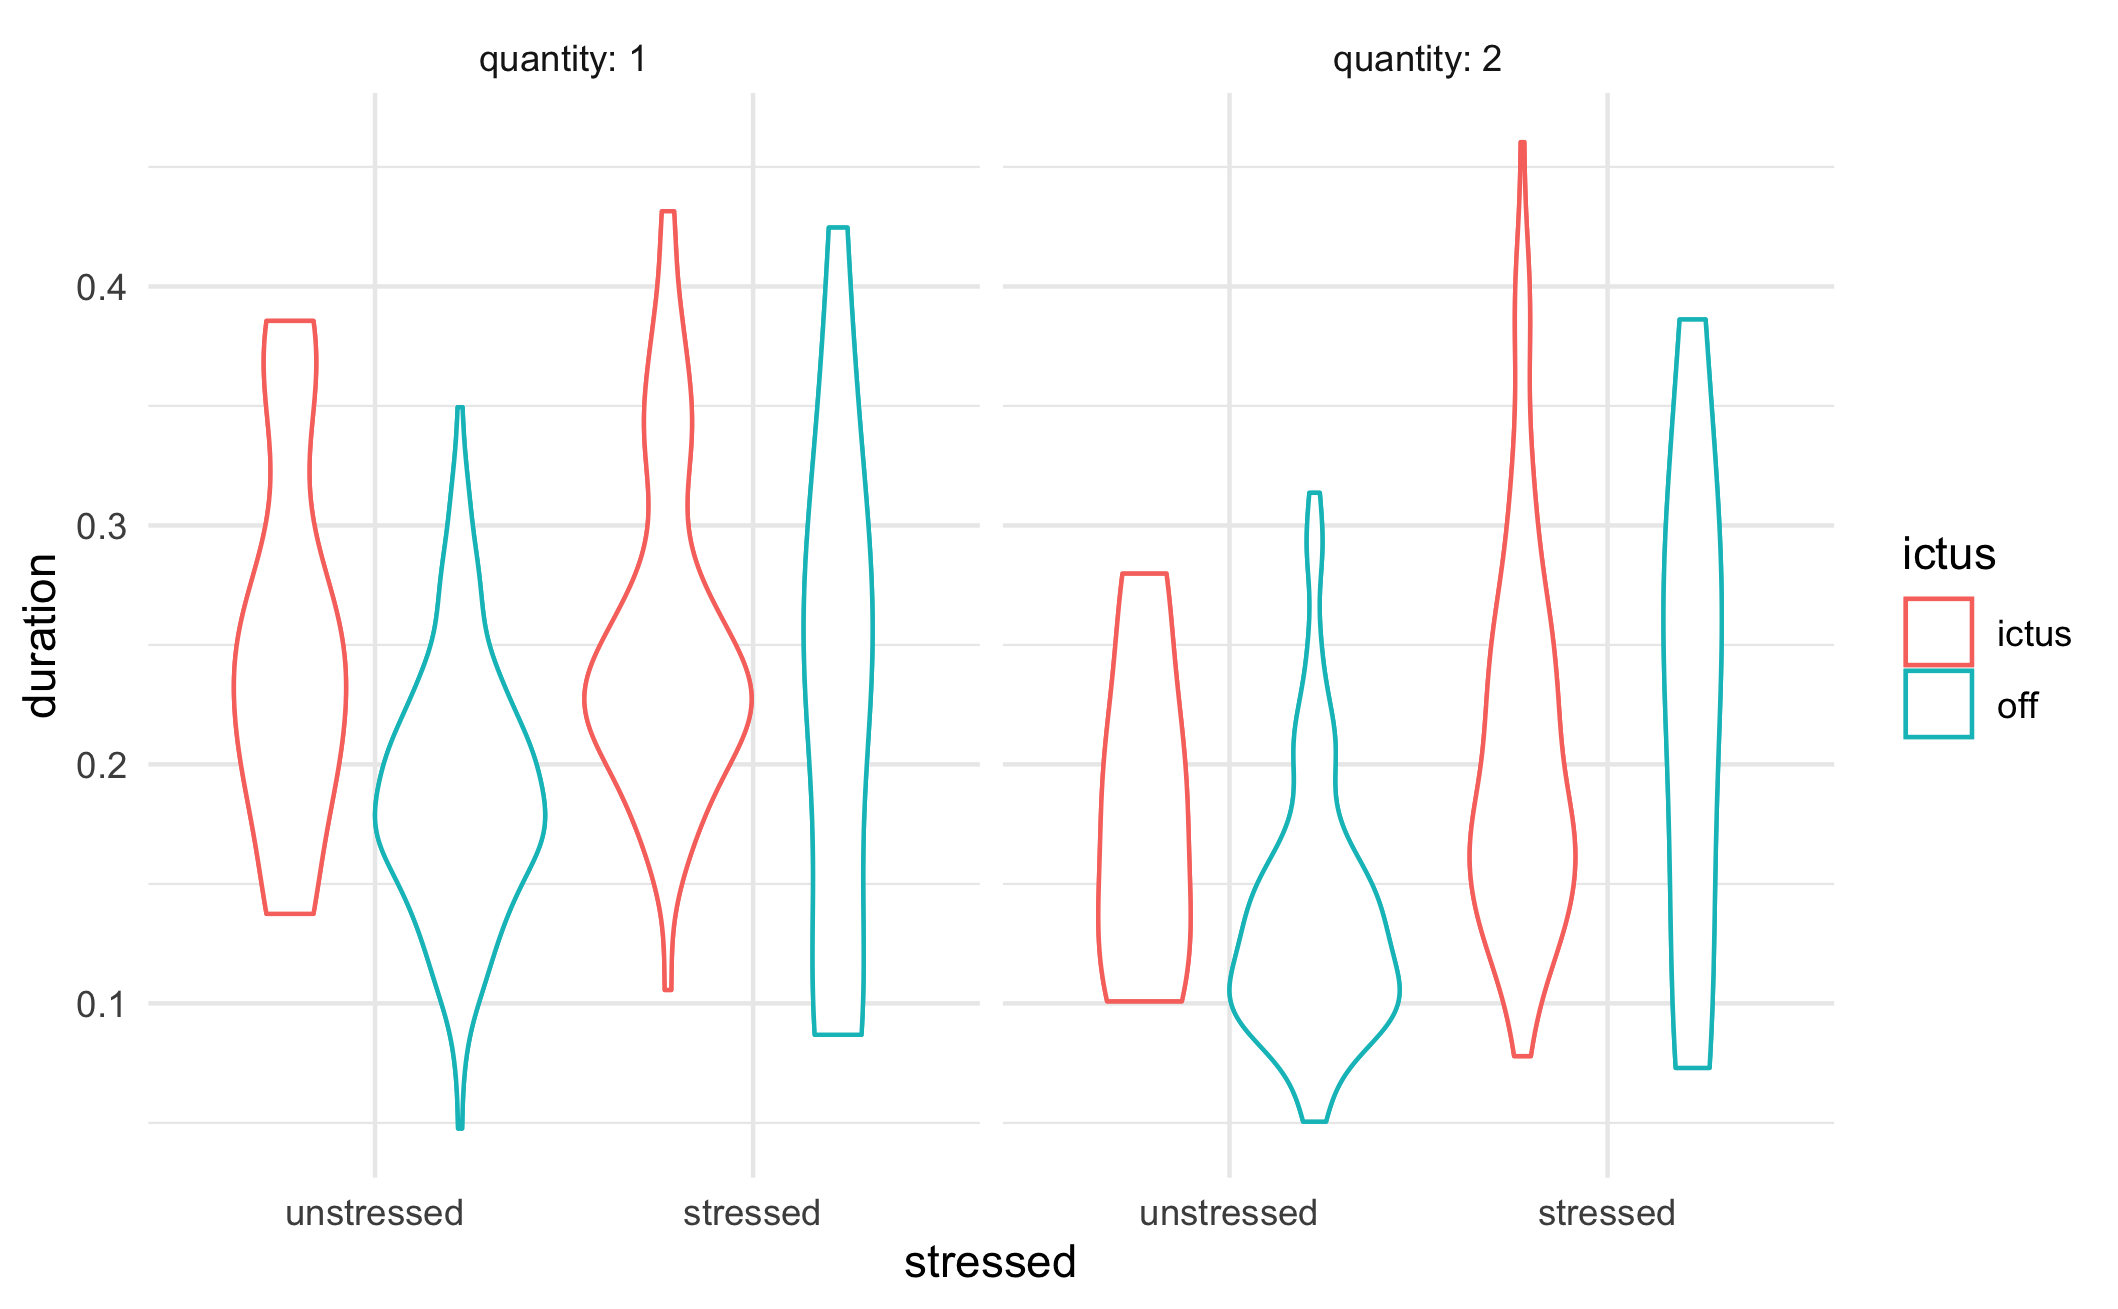 quantity: 1
quantity: 2
duration
0.4
0.3
0.2
0.1
unstressed
stressed
unstressed
stressed
stressed
ictus
ictus
off